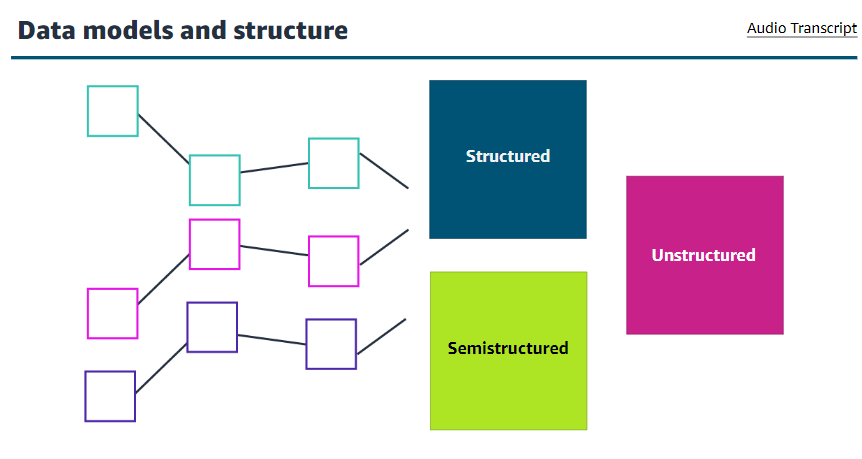 Data models and structure
Audio Transcript
Structured
Unstructured
Semistructured